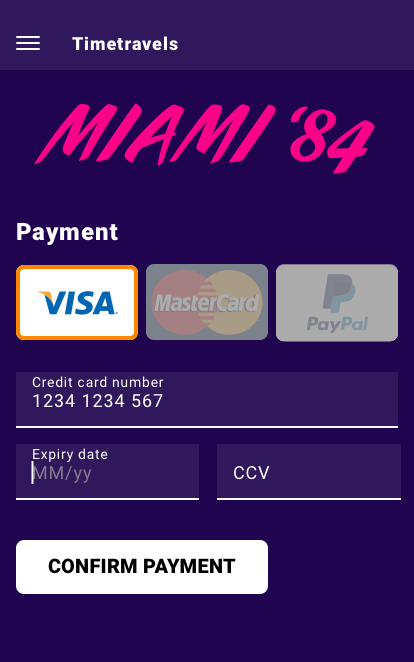 Timetravels
MIAMI '84
Payment
VISA
MasterCard
PayPal
Credit card number
1234 1234 567
Expiry date
MM/yy
CCV
CONFIRM PAYMENT